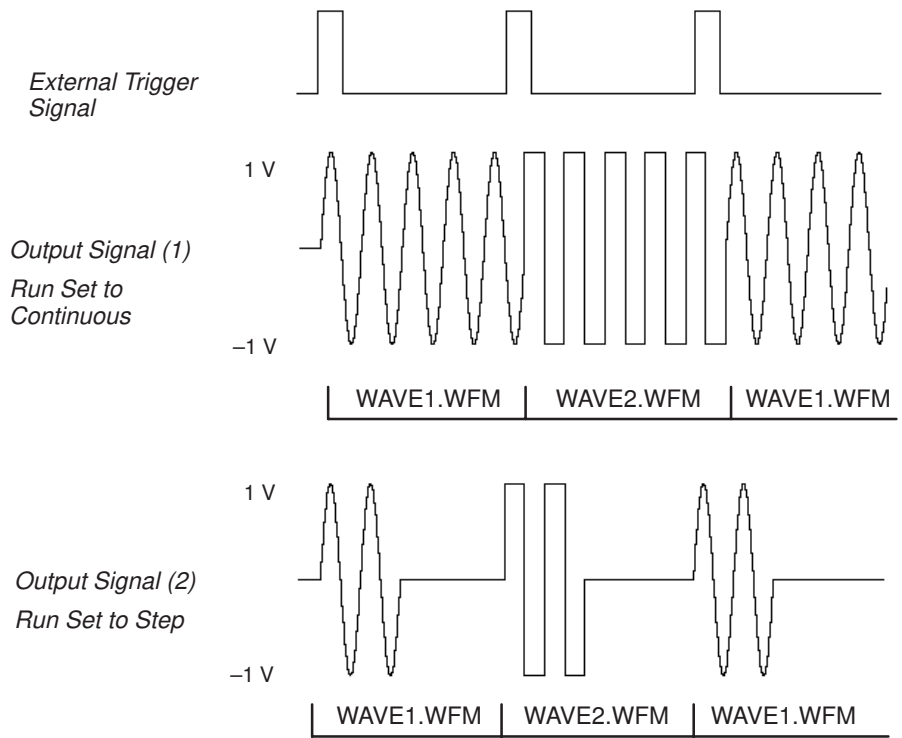 External Trigger
Signal
1 V
Output Signal (1)
Run Set to
Continuous
–1 V
WAVE1.WFM
WAVE2.WFM
WAVE1.WFM
1 V
Output Signal (2)
Run Set to Step
–1 V
WAVE1.WFM
WAVE2.WFM
WAVE1.WFM